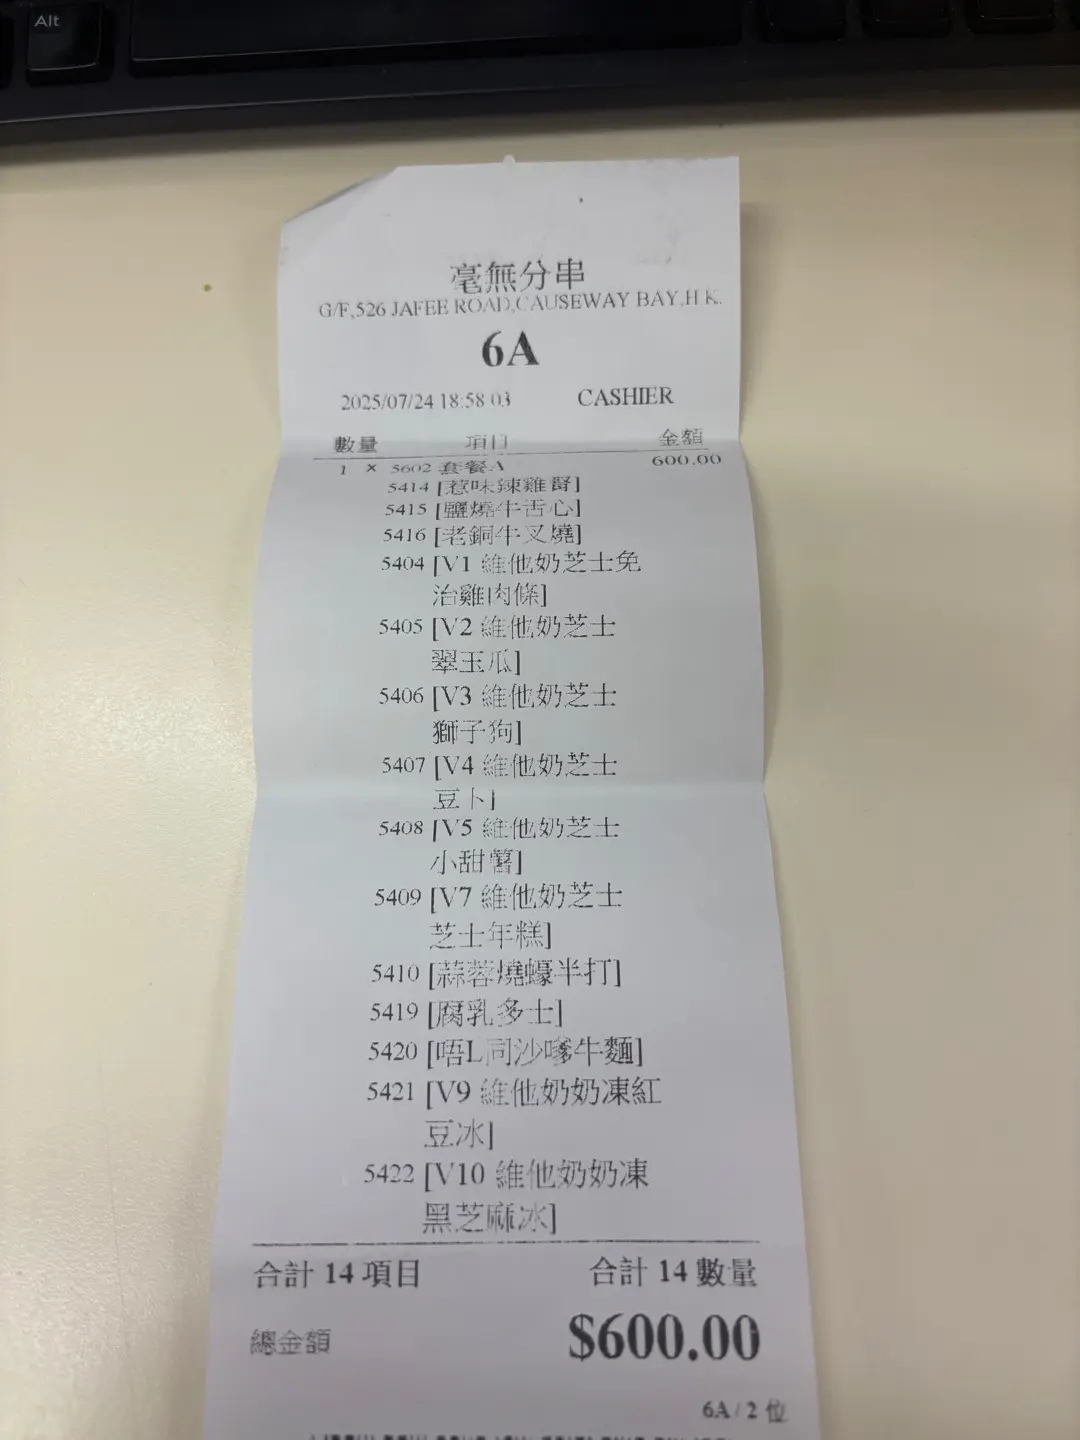 Alt
毫無分串
G/F,526 JAFEE ROAD,CAUSEWAY BAY,H.K.
6A
2025/07/24 18:58:03 CASHIER
數量 項目 金額
1 × 5602 套餐A 600.00
5414 [惹味辣雞腎]
5415 [鹽燒牛舌心]
5416 [老銅牛叉燒]
5404 [V1 維他奶芝士免
治雞肉條]
5405 [V2 維他奶芝士
翠玉瓜]
5406 [V3 維他奶芝士
獅子狗]
5407 [V4 維他奶芝士
豆卜]
5408 [V5 維他奶芝士
小甜薯]
5409 [V7 維他奶芝士
芝士年糕]
5410 [蒜蓉燒蠔半打]
5419 [腐乳多士]
5420 [唔L同沙嗲牛麵]
5421 [V9 維他奶奶凍紅
豆冰]
5422 [V10 維他奶奶凍
黑芝麻冰]
合計 14 項目 合計 14 數量
總金額 $600.00
6A / 2 位